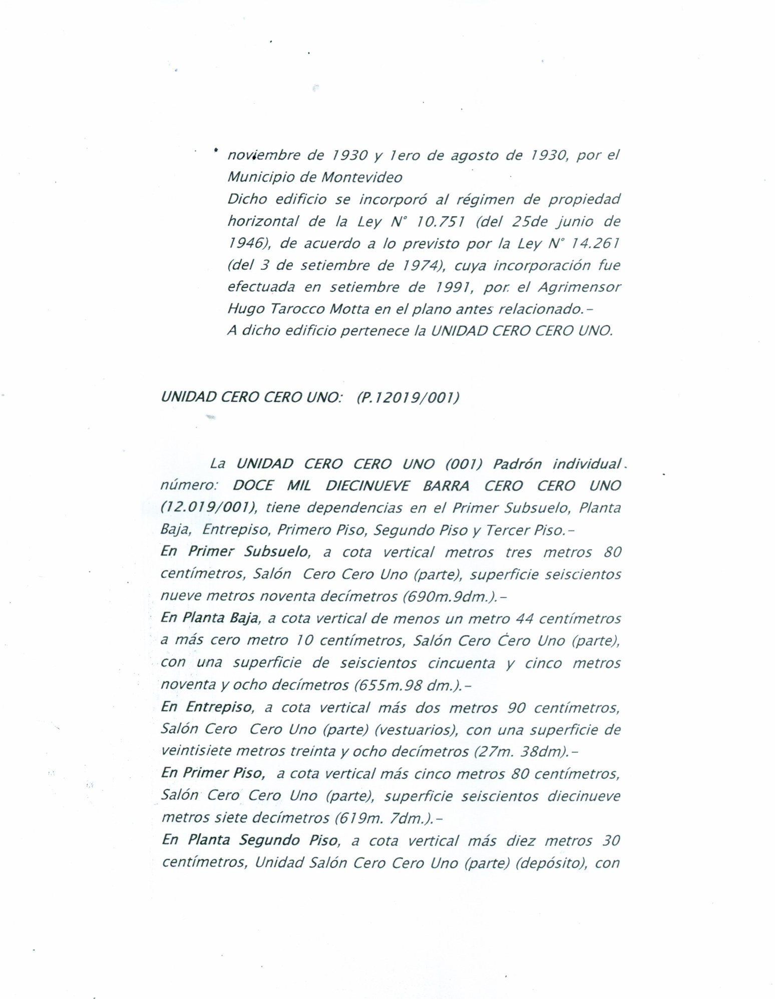 noviembre de 1930 y 1ero de agosto de 1930, por el
Municipio de Montevideo
Dicho edificio se incorporó al régimen de propiedad
horizontal de la Ley N° 10.751 (del 25de junio de
1946), de acuerdo a lo previsto por la Ley N° 14.261
(del 3 de setiembre de 1974), cuya incorporación fue
efectuada en setiembre de 1991, por el Agrimensor
Hugo Tarocco Motta en el plano antes relacionado.-
A dicho edificio pertenece la UNIDAD CERO CERO UNO.
UNIDAD CERO CERO UNO: (P.12019/001)
La UNIDAD CERO CERO UNO (001) Padrón individual
número: DOCE MIL DIECINUEVE BARRA CERO CERO UNO
(12.019/001), tiene dependencias en el Primer Subsuelo, Planta
Baja, Entrepiso, Primero Piso, Segundo Piso y Tercer Piso.-
En Primer Subsuelo, a cota vertical metros tres metros 80
centímetros, Salón Cero Cero Uno (parte), superficie seiscientos
nueve metros noventa decímetros (690m.9dm.).-
En Planta Baja, a cota vertical de menos un metro 44 centímetros
a más cero metro 10 centímetros, Salón Cero Cero Uno (parte),
con una superficie de seiscientos cincuenta y cinco metros
noventa y ocho decímetros (655m.98 dm.).-
En Entrepiso, a cota vertical más dos metros 90 centímetros,
Salón Cero Cero Uno (parte) (vestuarios), con una superficie de
veintisiete metros treinta y ocho decímetros (27m. 38dm).-
En Primer Piso, a cota vertical más cinco metros 80 centímetros,
Salón Cero Cero Uno (parte), superficie seiscientos diecinueve
metros siete decímetros (619m. 7dm.).-
En Planta Segundo Piso, a cota vertical más diez metros 30
centímetros, Unidad Salón Cero Cero Uno (parte) (depósito), con